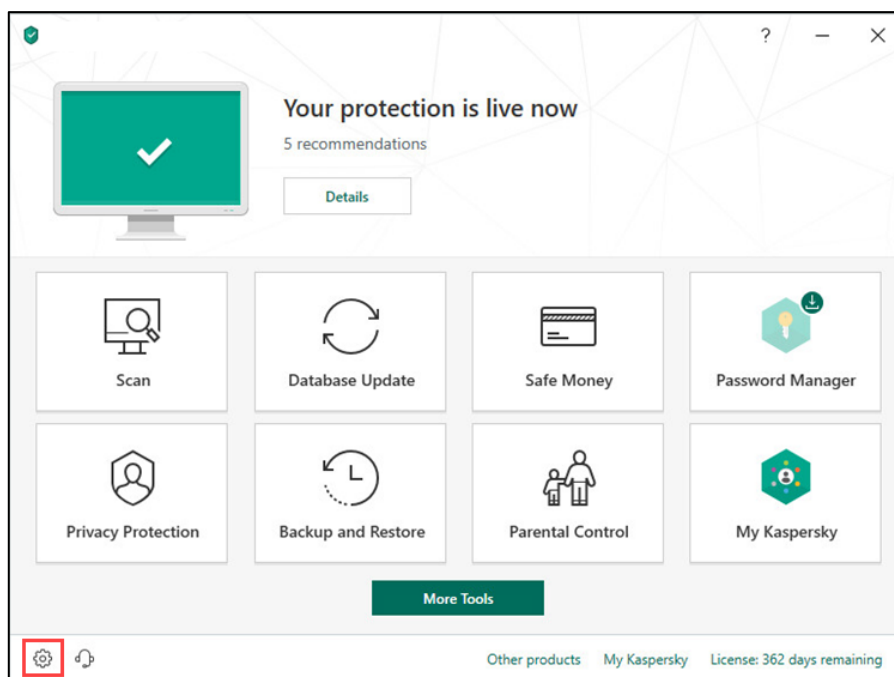 ?
Your protection is live now
5 recommendations
Details
Scan
Database Update
Safe Money
Password Manager
Privacy Protection
Backup and Restore
Parental Control
My Kaspersky
More Tools
Other products My Kaspersky License: 362 days remaining